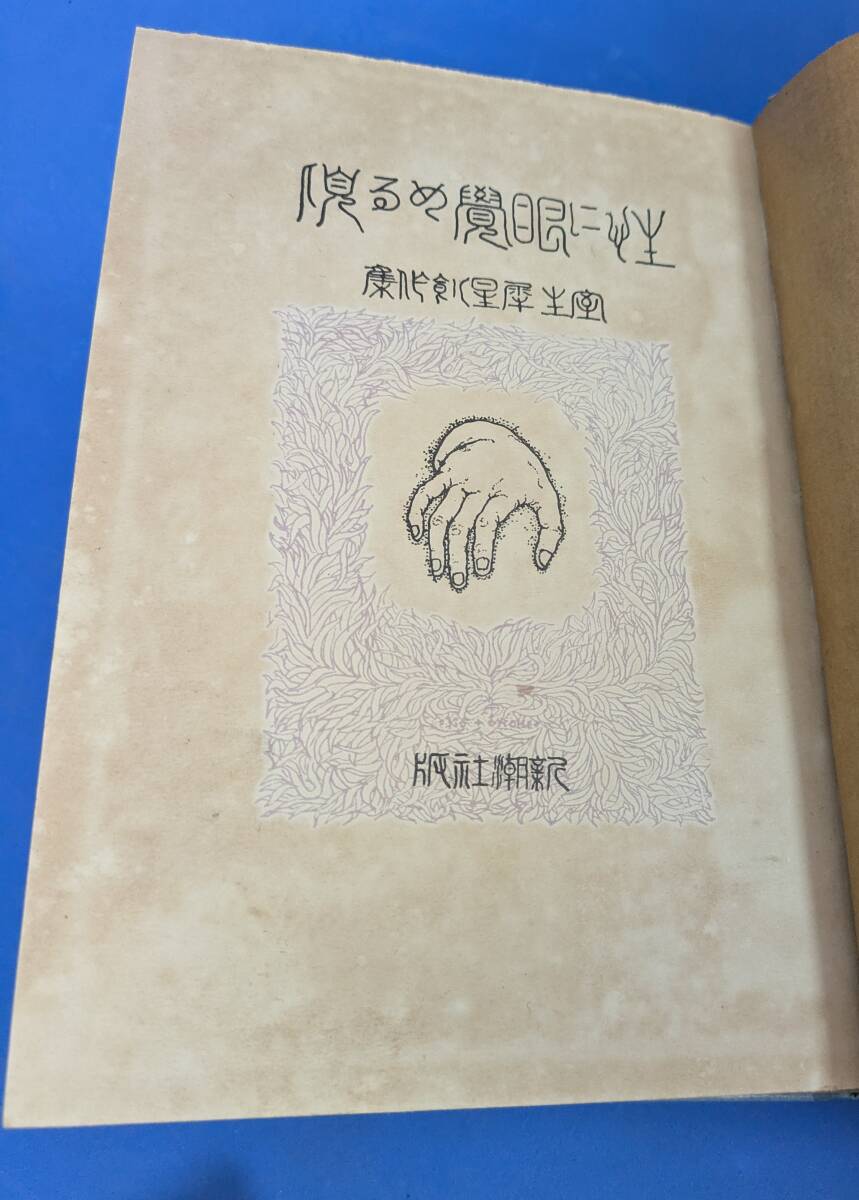 性に眼覺める頃
室生犀星創作集
新潮社版